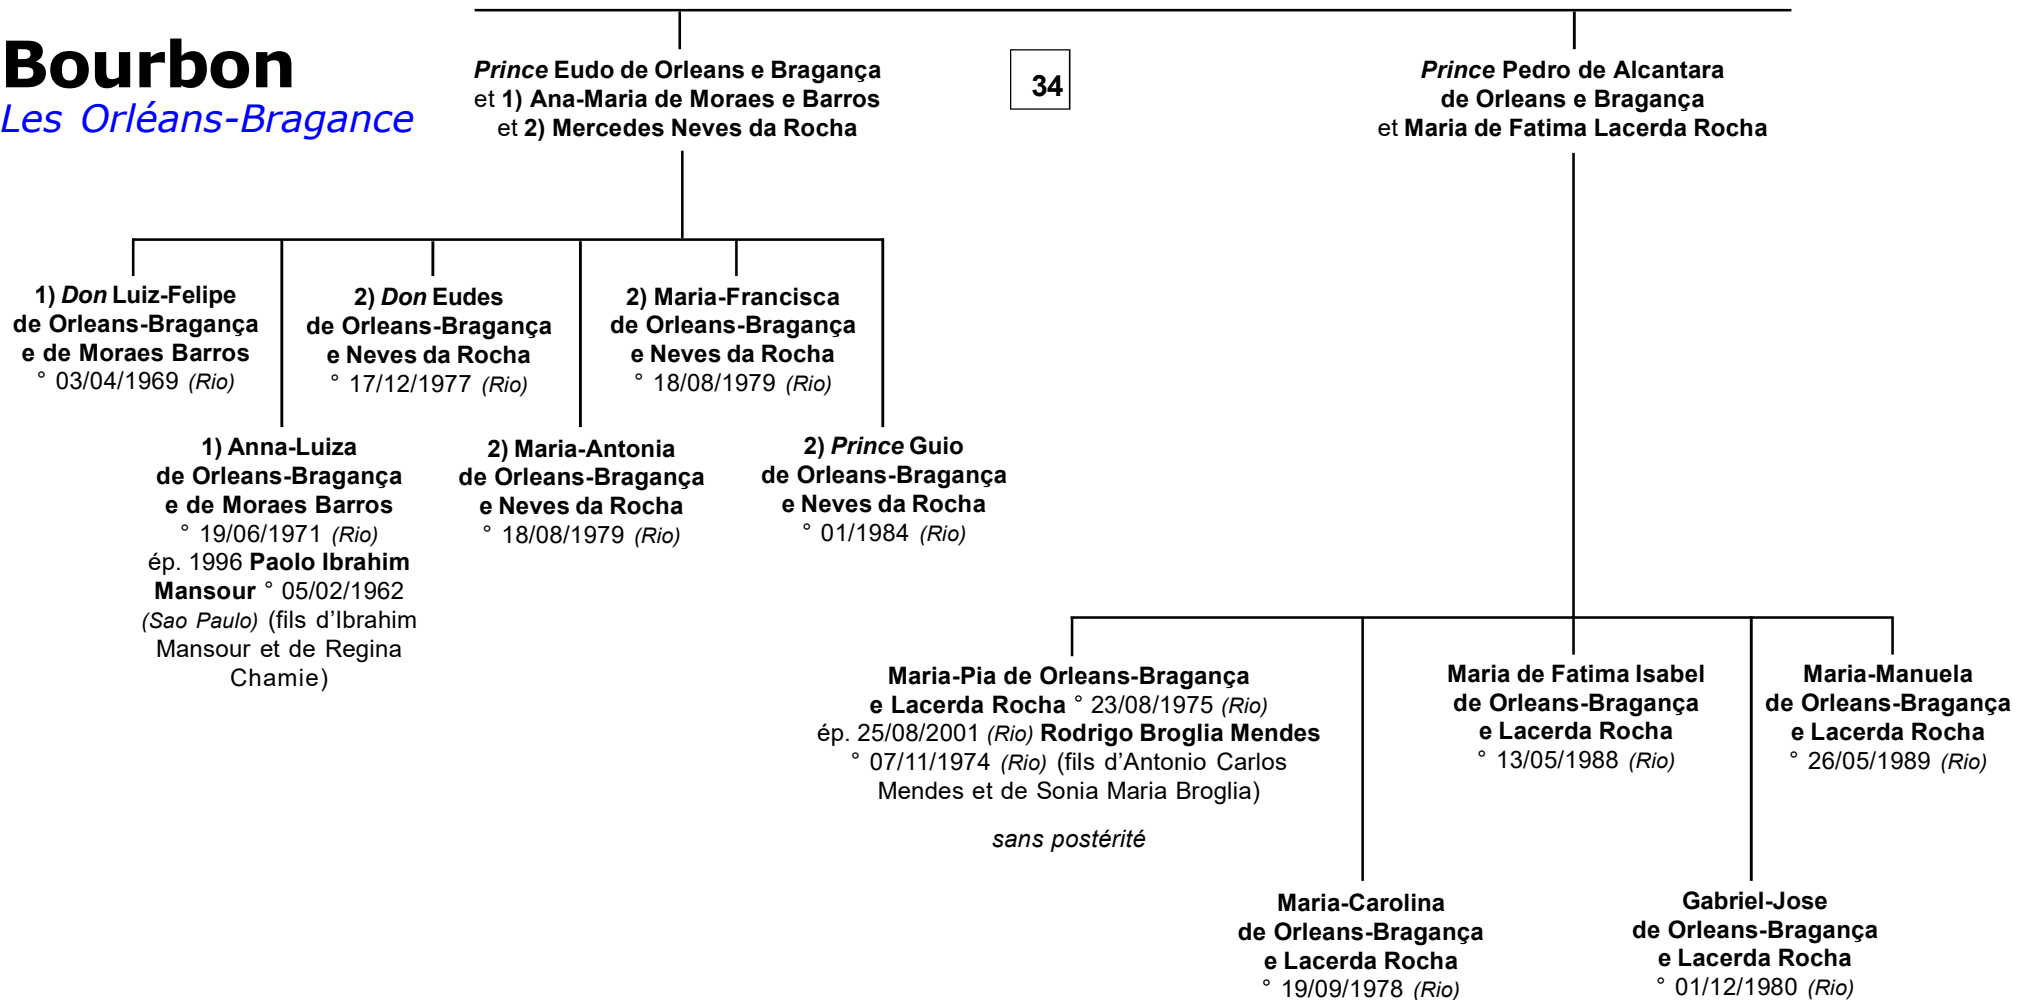 Bourbon
Les Orléans-Bragance
Prince Eudo de Orleans e Bragança
et 1) Ana-Maria de Moraes e Barros
et 2) Mercedes Neves da Rocha
34
Prince Pedro de Alcantara
de Orleans e Bragança
et Maria de Fatima Lacerda Rocha
1) Don Luiz-Felipe
de Orleans-Bragança
e de Moraes Barros
° 03/04/1969 (Rio)
2) Don Eudes
de Orleans-Bragança
e Neves da Rocha
° 17/12/1977 (Rio)
2) Maria-Francisca
de Orleans-Bragança
e Neves da Rocha
° 18/08/1979 (Rio)
1) Anna-Luiza
de Orleans-Bragança
e de Moraes Barros
° 19/06/1971 (Rio)
ép. 1996 Paolo Ibrahim
Mansour ° 05/02/1962
(Sao Paulo) (fils d'Ibrahim
Mansour et de Regina
Chamie)
2) Maria-Antonia
de Orleans-Bragança
e Neves da Rocha
° 18/08/1979 (Rio)
2) Prince Guio
de Orleans-Bragança
e Neves da Rocha
° 01/1984 (Rio)
Maria-Pia de Orleans-Bragança
e Lacerda Rocha ° 23/08/1975 (Rio)
ép. 25/08/2001 (Rio) Rodrigo Broglia Mendes
° 07/11/1974 (Rio) (fils d'Antonio Carlos
Mendes et de Sonia Maria Broglia)
sans postérité
Maria de Fatima Isabel
de Orleans-Bragança
e Lacerda Rocha
° 13/05/1988 (Rio)
Maria-Manuela
de Orleans-Bragança
e Lacerda Rocha
° 26/05/1989 (Rio)
Maria-Carolina
de Orleans-Bragança
e Lacerda Rocha
° 19/09/1978 (Rio)
Gabriel-Jose
de Orleans-Bragança
e Lacerda Rocha
° 01/12/1980 (Rio)